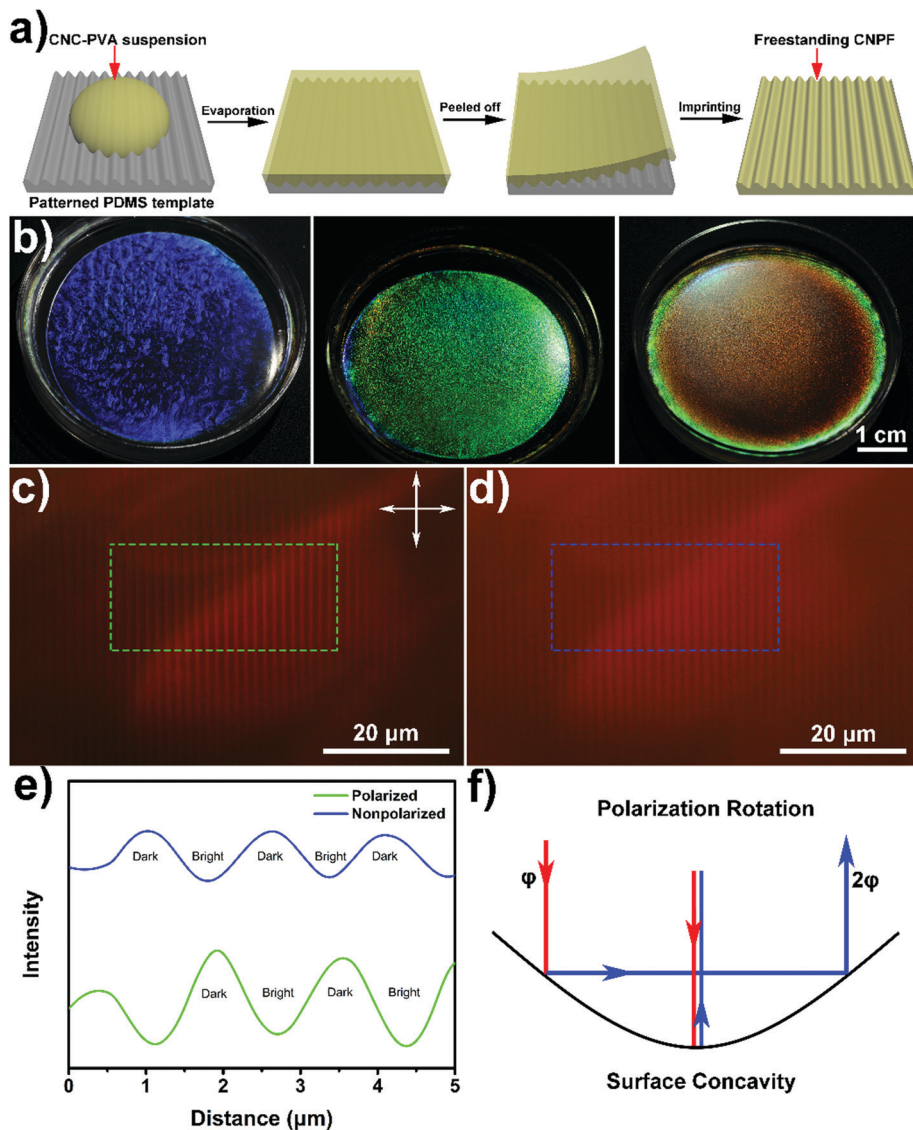 a)
CNC-PVA suspension
Freestanding CNPF
Evaporation
Peeled off
Imprinting
Patterned PDMS template
b)
1 cm
c)
d)
20 µm
20 µm
e)
Polarized
Nonpolarized
Dark
Bright
Dark
Bright
Dark
Dark
Bright
Dark
Bright
Intensity
0
1
2
3
4
5
Distance (µm)
f)
Polarization Rotation
φ
2φ
Surface Concavity